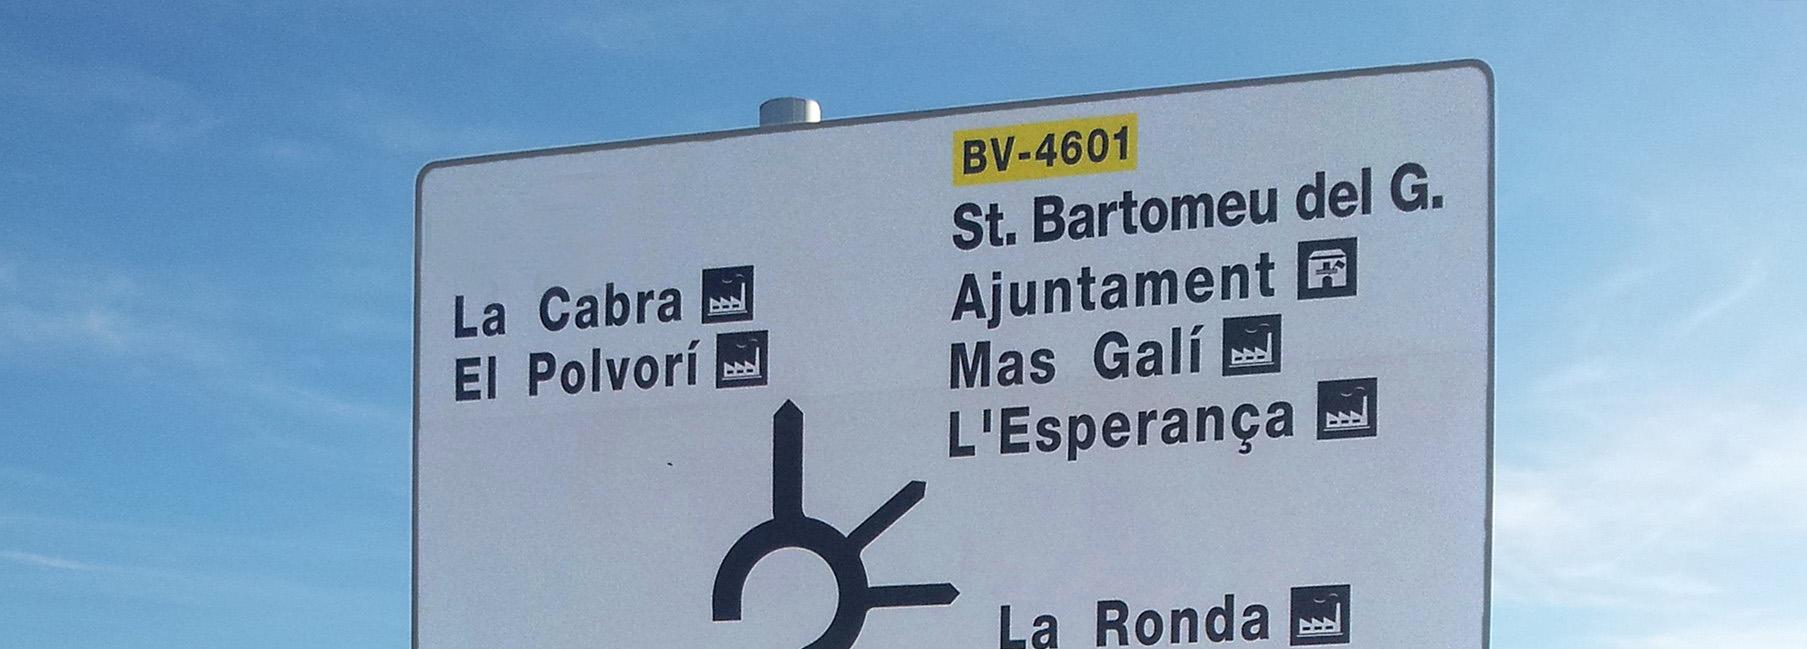 BV-4601
St. Bartomeu del G.
Ajuntament
Mas Galí
L'Esperança
La Cabra
El Polvorí
La Ronda